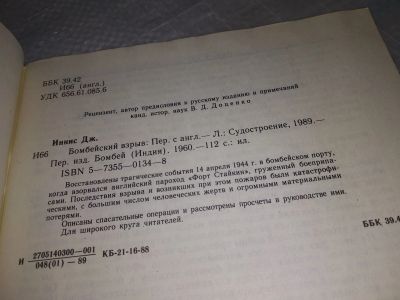 ББК 39.42
И66 (англ.)
УДК 656.61.085.6
Рецензент, автор предисловия к русскому изданию и примечаний
канд. истор. наук В. Д. Доценко
Иннис Дж.
И66 Бомбейский взрыв: Пер. с англ.— Л.: Судостроение, 1989.—
Пер. изд. Бомбей (Индия). 1960.—112 с.: ил.
ISBN 5—7355—0134—8
Восстановлены трагические события 14 апреля 1944 г. в бомбейском порту,
когда взорвался английский пароход «Форт Стайкин», груженный боеприпа-
сами. Последствия взрыва и возникших при этом пожаров были катастрофи-
ческими, с большим числом человеческих жертв и огромными материальными
потерями.
Описаны спасательные операции и рассмотрены просчеты в руководстве ими.
Для широкого круга читателей.
И 2705140300—001
048(01)—89 КБ-21-16-88
ББК 39.4